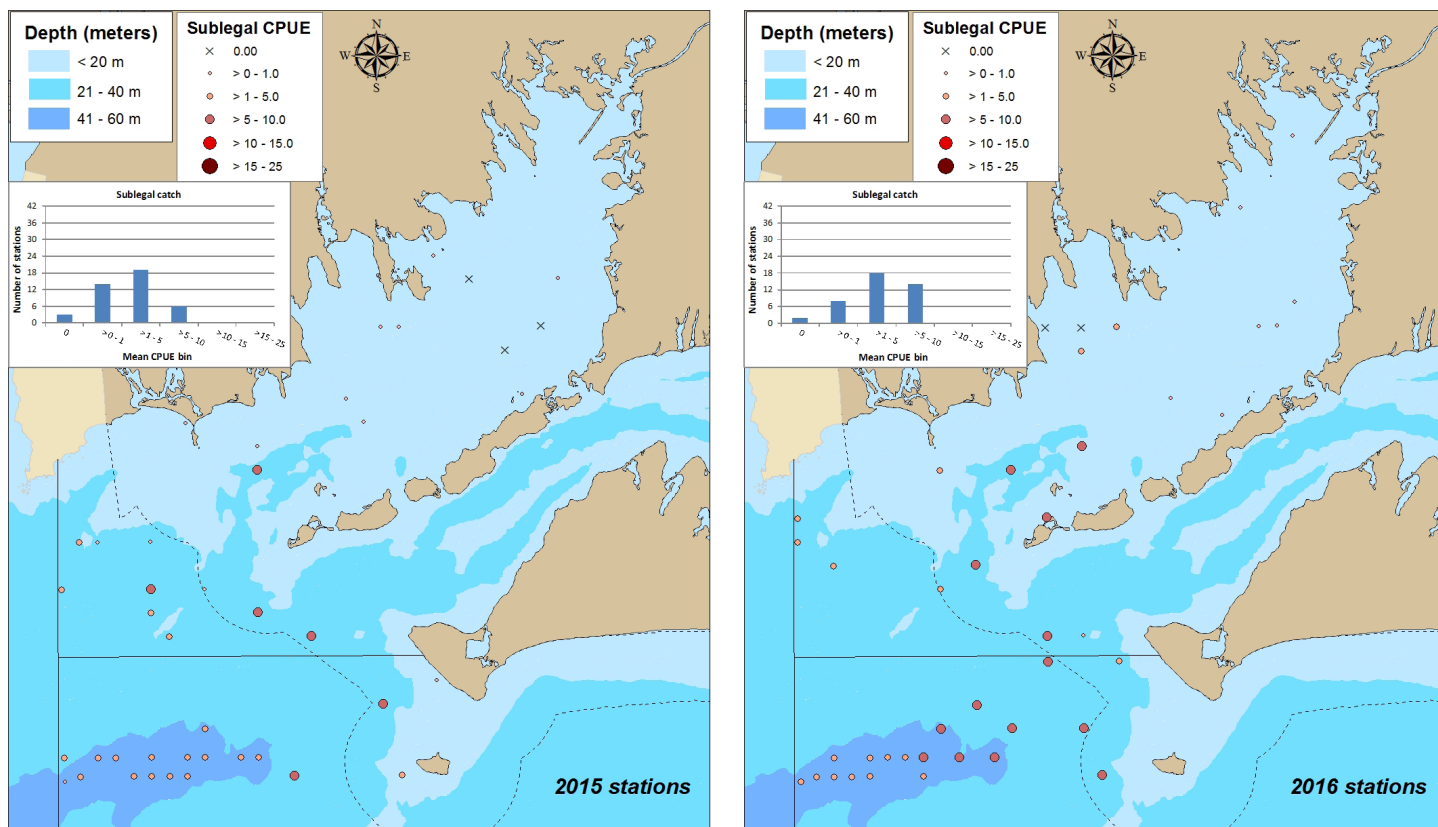 Depth (meters)
< 20 m
21 - 40 m
41 - 60 m
Sublegal CPUE
0.00
> 0 - 1.0
> 1 - 5.0
> 5 - 10.0
> 10 - 15.0
> 15 - 25
N
W E
S
Sublegal catch
Number of stations
42
36
30
24
18
12
6
0
0
>0 - 1
>1 - 5
>5 - 10
>10 - 15
>15 - 25
Mean CPUE bin
2015 stations
Depth (meters)
< 20 m
21 - 40 m
41 - 60 m
Sublegal CPUE
0.00
> 0 - 1.0
> 1 - 5.0
> 5 - 10.0
> 10 - 15.0
> 15 - 25
N
W E
S
Sublegal catch
Number of stations
42
36
30
24
18
12
6
0
0
>0 - 1
>1 - 5
>5 - 10
>10 - 15
>15 - 25
Mean CPUE bin
2016 stations